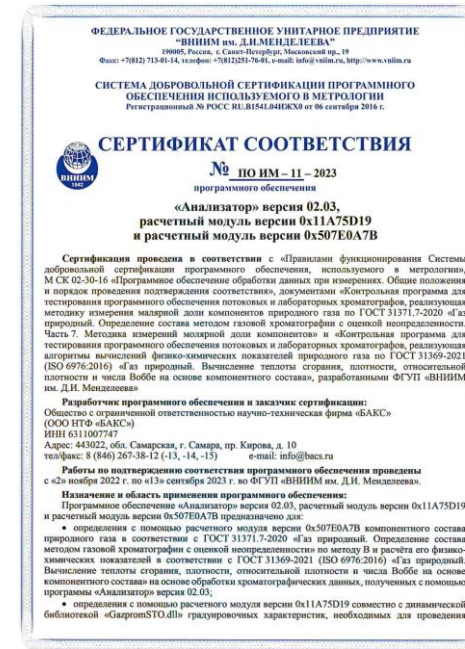 ФЕДЕРАЛЬНОЕ ГОСУДАРСТВЕННОЕ УНИТАРНОЕ ПРЕДПРИЯТИЕ
"ВНИИМ им. Д.И.МЕНДЕЛЕЕВА"
190005, Россия, г. Санкт-Петербург, Московский пр., 19
Факс: +7(812) 713-01-14, телефон: +7(812)251-76-01, e-mail: info@vniim.ru, http://www.vniim.ru
СИСТЕМА ДОБРОВОЛЬНОЙ СЕРТИФИКАЦИИ ПРОГРАММНОГО
ОБЕСПЕЧЕНИЯ ИСПОЛЬЗУЕМОГО В МЕТРОЛОГИИ
Регистрационный № РОСС RU.В1541.04ИЖХ0 от 06 сентября 2016 г.
СЕРТИФИКАТ СООТВЕТСТВИЯ
№ ПО ИМ – 11 – 2023
программного обеспечения
ВНИИМ
1842
«Анализатор» версия 02.03,
расчетный модуль версии 0x11A75D19
и расчетный модуль версии 0x507E0A7B
Сертификация проведена в соответствии с «Правилами функционирования Системы
добровольной сертификации программного обеспечения, используемого в метрологии»,
М СК 02-30-16 «Программное обеспечение обработки данных при измерениях. Общие положения
и порядок проведения подтверждения соответствия», документами «Контрольная программа для
тестирования программного обеспечения потоковых и лабораторных хроматографов, реализующая
методику измерения малярной доли компонентов природного газа по ГОСТ 31371.7-2020 «Газ
природный. Определение состава методом газовой хроматографии с оценкой неопределенности.
Часть 7. Методика измерений молярной доли компонентов» и «Контрольная программа для
тестирования программного обеспечения потоковых и лабораторных хроматографов, реализующая
алгоритмы вычислений физико-химических показателей природного газа по ГОСТ 31369-2021
(ISO 6976:2016) «Газ природный. Вычисление теплоты сгорания, плотности, относительной
плотности и числа Воббе на основе компонентного состава», разработанными ФГУП «ВНИИМ
им. Д.И. Менделеева»
Разработчик программного обеспечения и заказчик сертификации:
Общество с ограниченной ответственностью научно-техническая фирма «БАКС»
(ООО НТФ «БАКС»)
ИНН 6311007747
Адрес: 443022, обл. Самарская, г. Самара, пр. Кирова, д. 10
тел/факс: 8 (846) 267-38-12 (-13, -14, -15) e-mail: info@bacs.ru
Работы по подтверждению соответствия программного обеспечения проведены
с «2» ноября 2022 г. по «13» сентября 2023 г. во ФГУП «ВНИИМ им. Д.И. Менделеева».
Назначение и область применения программного обеспечения:
Программное обеспечение «Анализатор» версия 02.03, расчетный модуль версии 0x11A75D19
и расчетный модуль версии 0x507E0A7B предназначено для:
• определения с помощью расчетного модуля версии 0x507E0A7B компонентного состава
природного газа в соответствии с ГОСТ 31371.7-2020 «Газ природный. Определение состава
методом газовой хроматографии с оценкой неопределенности» по методу В и расчёта его физико-
химических показателей в соответствии с ГОСТ 31369-2021 (ISO 6976:2016) «Газ природный.
Вычисление теплоты сгорания, плотности, относительной плотности и числа Воббе на основе
компонентного состава» на основе обработки хроматографических данных, полученных с помощью
программы «Анализатор» версия 02.03;
• определения с помощью расчетного модуля версии 0x11A75D19 совместно с динамической
библиотекой «GazpromSTO.dll» градуировочных характеристик, необходимых для проведения